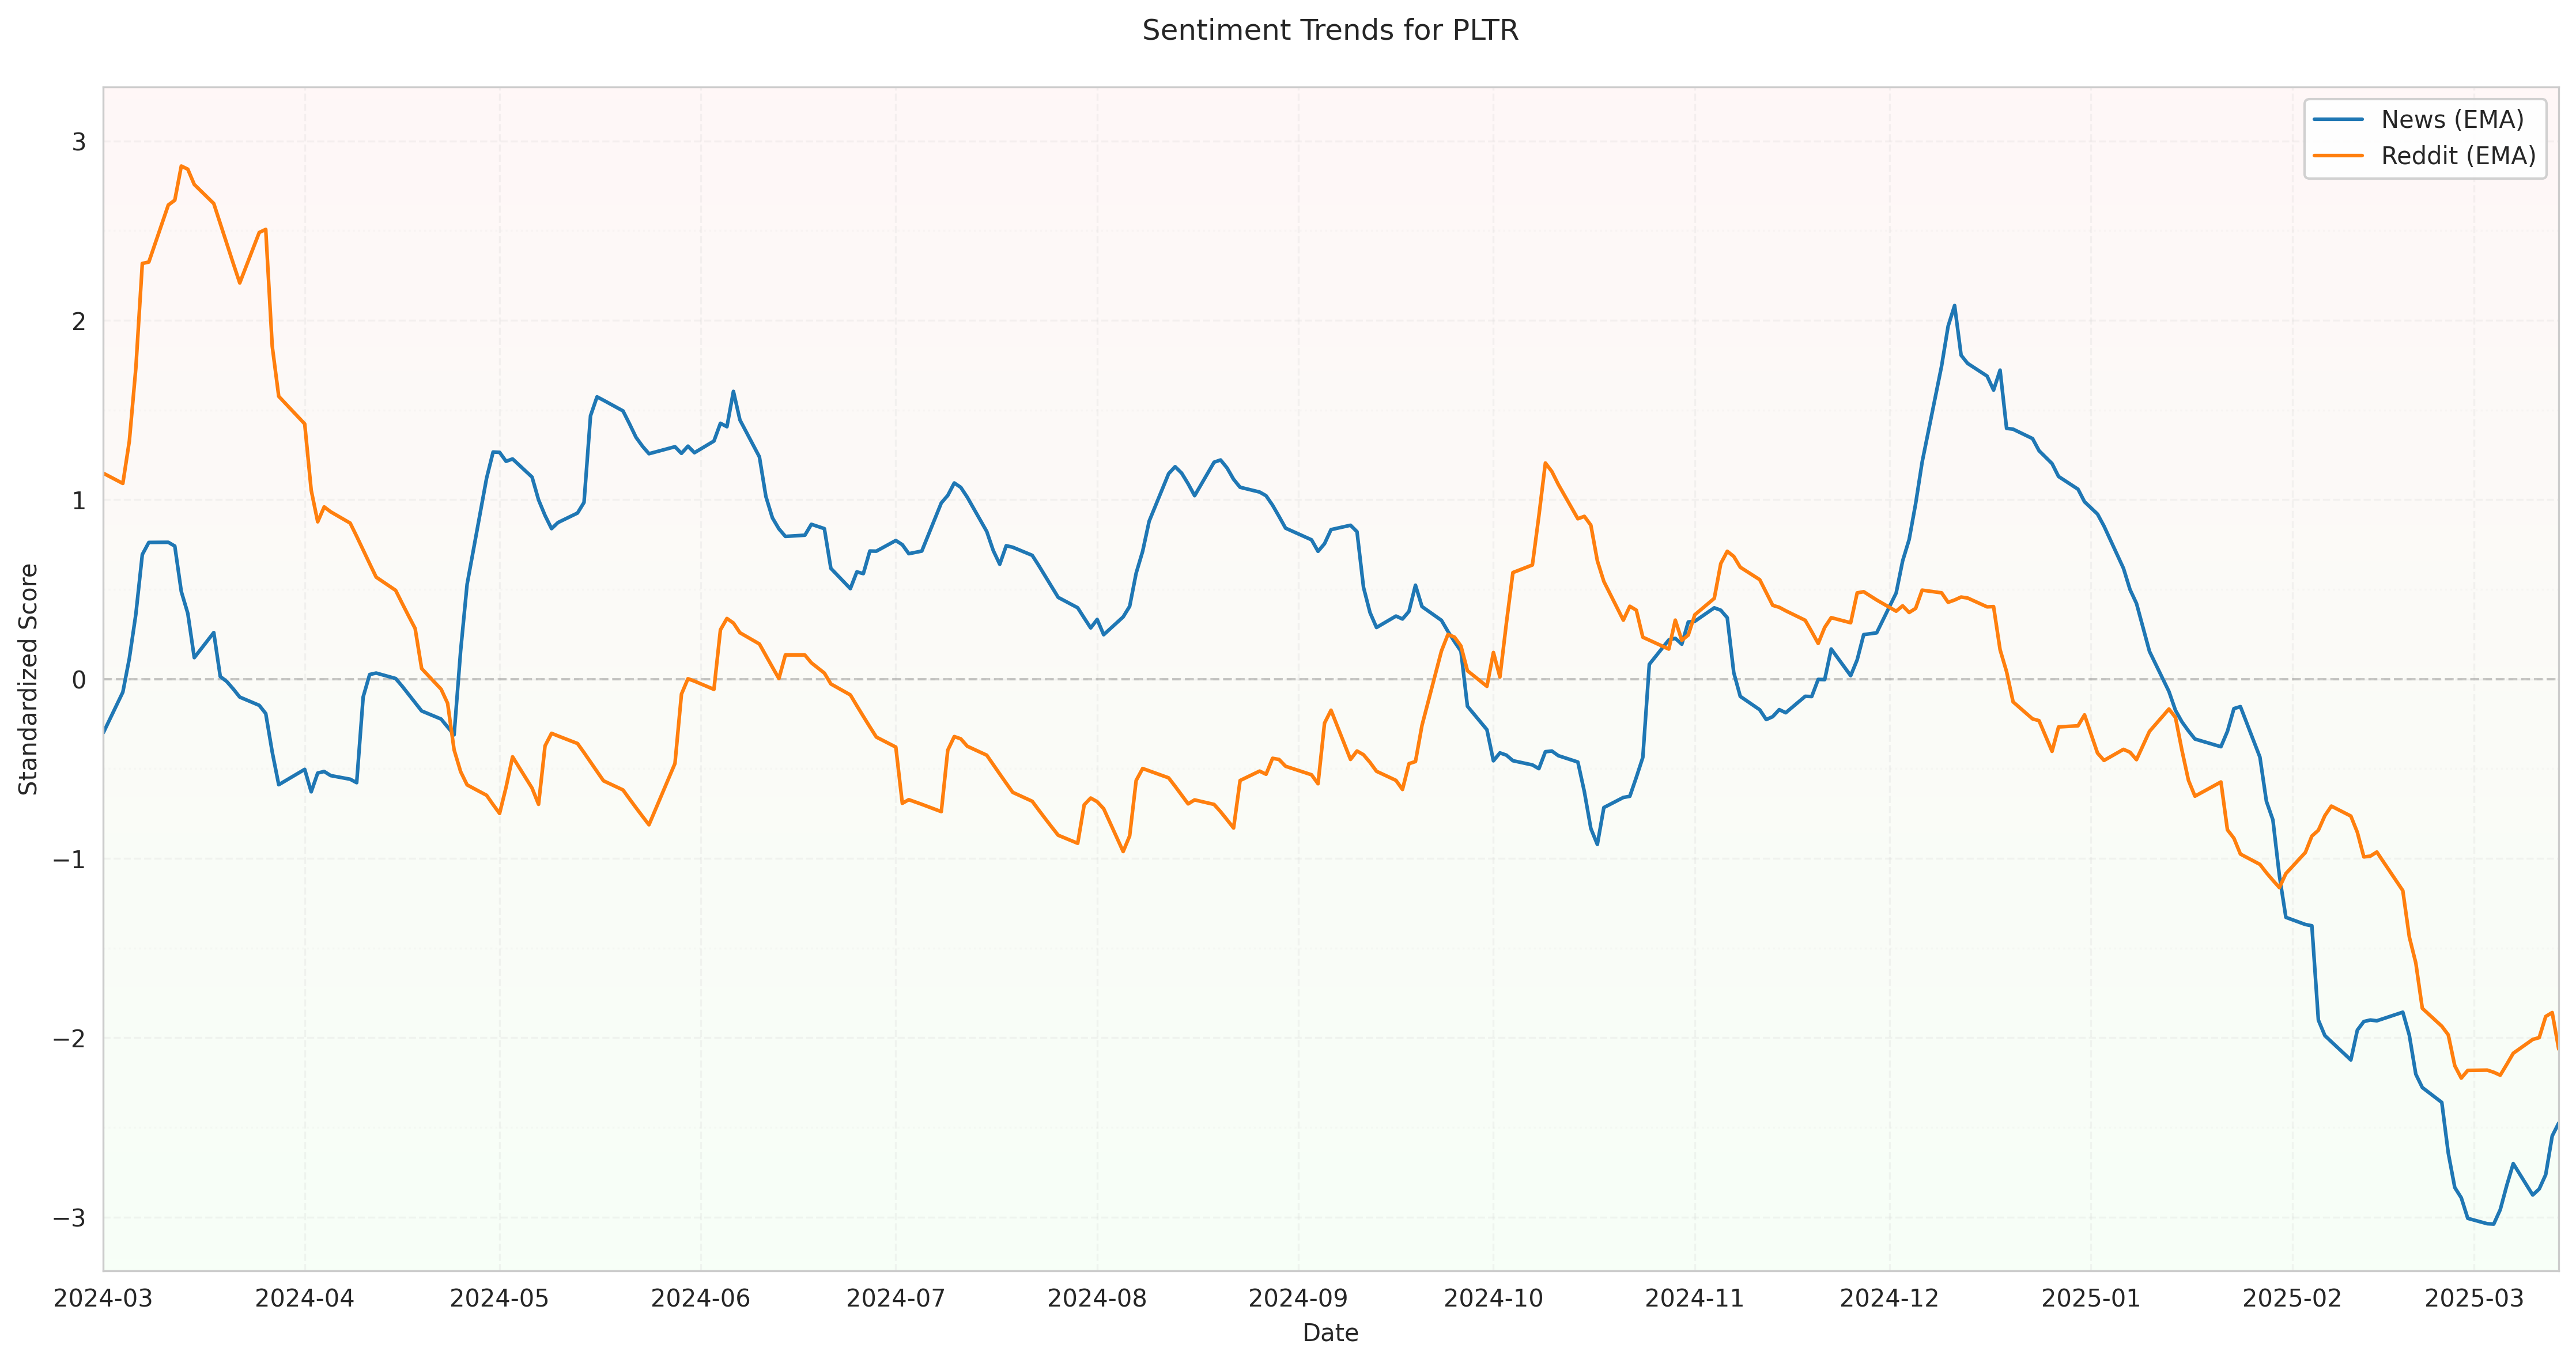 Sentiment Trends for PLTR
News (EMA)
Reddit (EMA)
Standardized Score
3
2
1
0
−1
−2
−3
2024-03 2024-04 2024-05 2024-06 2024-07 2024-08 2024-09 2024-10 2024-11 2024-12 2025-01 2025-02 2025-03
Date